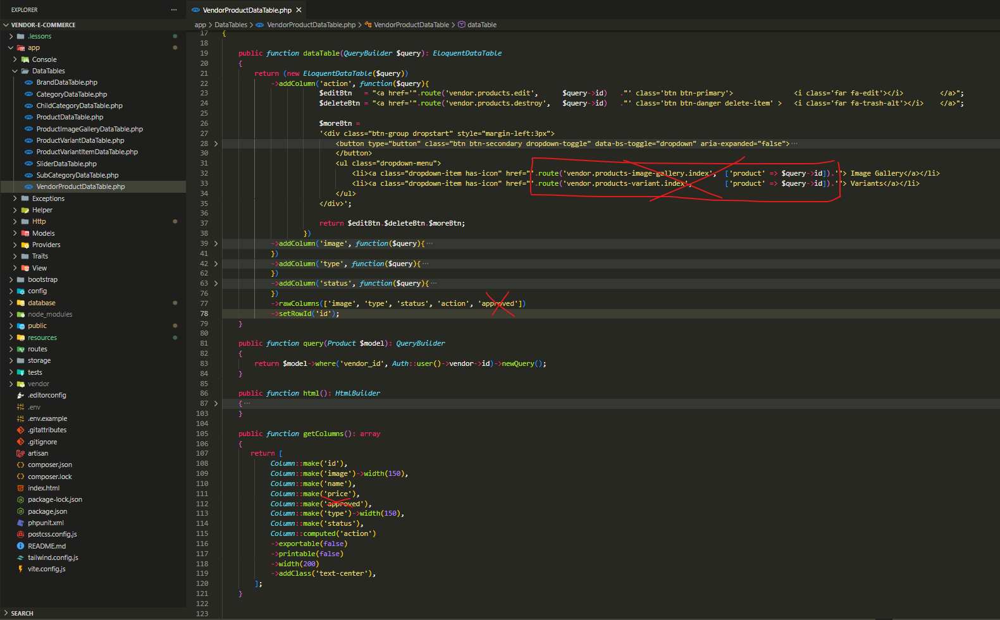 EXPLORER
VENDOR-E-COMMERCE
.lessons
app
Console
DataTables
BrandDataTable.php
CategoryDataTable.php
ChildCategoryDataTable.php
ProductDataTable.php
ProductImageGalleryDataTable.php
ProductVariantDataTable.php
ProductVariantItemDataTable.php
SliderDataTable.php
SubCategoryDataTable.php
VendorProductDataTable.php
Exceptions
Helper
Http
Models
Providers
Traits
View
bootstrap
config
database
node_modules
public
resources
routes
storage
tests
vendor
.editorconfig
.env
.env.example
.gitattributes
.gitignore
artisan
composer.json
composer.lock
index.html
package-lock.json
package.json
phpunit.xml
postcss.config.js
README.md
tailwind.config.js
vite.config.js
SEARCH
VendorProductDataTable.php
app > DataTables > VendorProductDataTable.php > VendorProductDataTable > dataTable
17 {
18
19 public function dataTable(QueryBuilder $query): EloquentDataTable
20 {
21 return (new EloquentDataTable($query))
22 ->addColumn('action', function($query){
23 $editBtn = "<a href='".route('vendor.products.edit', $query->id) ."' class='btn btn-primary'> <i class='far fa-edit'></i> </a>";
24 $deleteBtn = "<a href='".route('vendor.products.destroy', $query->id) ."' class='btn btn-danger delete-item' > <i class='far fa-trash-alt'></i> </a>";
25
26 $moreBtn =
27 '<div class="btn-group dropstart" style="margin-left:3px">
28 <button type="button" class="btn btn-secondary dropdown-toggle" data-bs-toggle="dropdown" aria-expanded="false">···
30 </button>
31 <ul class="dropdown-menu">
32 <li><a class="dropdown-item has-icon" href="'.route('vendor.products-image-gallery.index', ['product' => $query->id]).'"> Image Gallery</a></li>
33 <li><a class="dropdown-item has-icon" href="'.route('vendor.products-variant.index', ['product' => $query->id]).'"> Variants</a></li>
34 </ul>
35 </div>';
36
37 return $editBtn.$deleteBtn.$moreBtn;
38 })
39 ->addColumn('image', function($query){···
41 })
42 ->addColumn('type', function($query){···
62 })
63 ->addColumn('status', function($query){···
76 })
77 ->rawColumns(['image', 'type', 'status', 'action', 'approved'])
78 ->setRowId('id');
79 }
80
81 public function query(Product $model): QueryBuilder
82 {
83 return $model->where('vendor_id', Auth::user()->vendor->id)->newQuery();
84 }
85
86 public function html(): HtmlBuilder
87 {···
103 }
104
105 public function getColumns(): array
106 {
107 return [
108 Column::make('id'),
109 Column::make('image')->width(150),
110 Column::make('name'),
111 Column::make('price'),
112 Column::make('approved'),
113 Column::make('type')->width(150),
114 Column::make('status'),
115 Column::computed('action')
116 ->exportable(false)
117 ->printable(false)
118 ->width(200)
119 ->addClass('text-center'),
120 ];
121 }
122
123